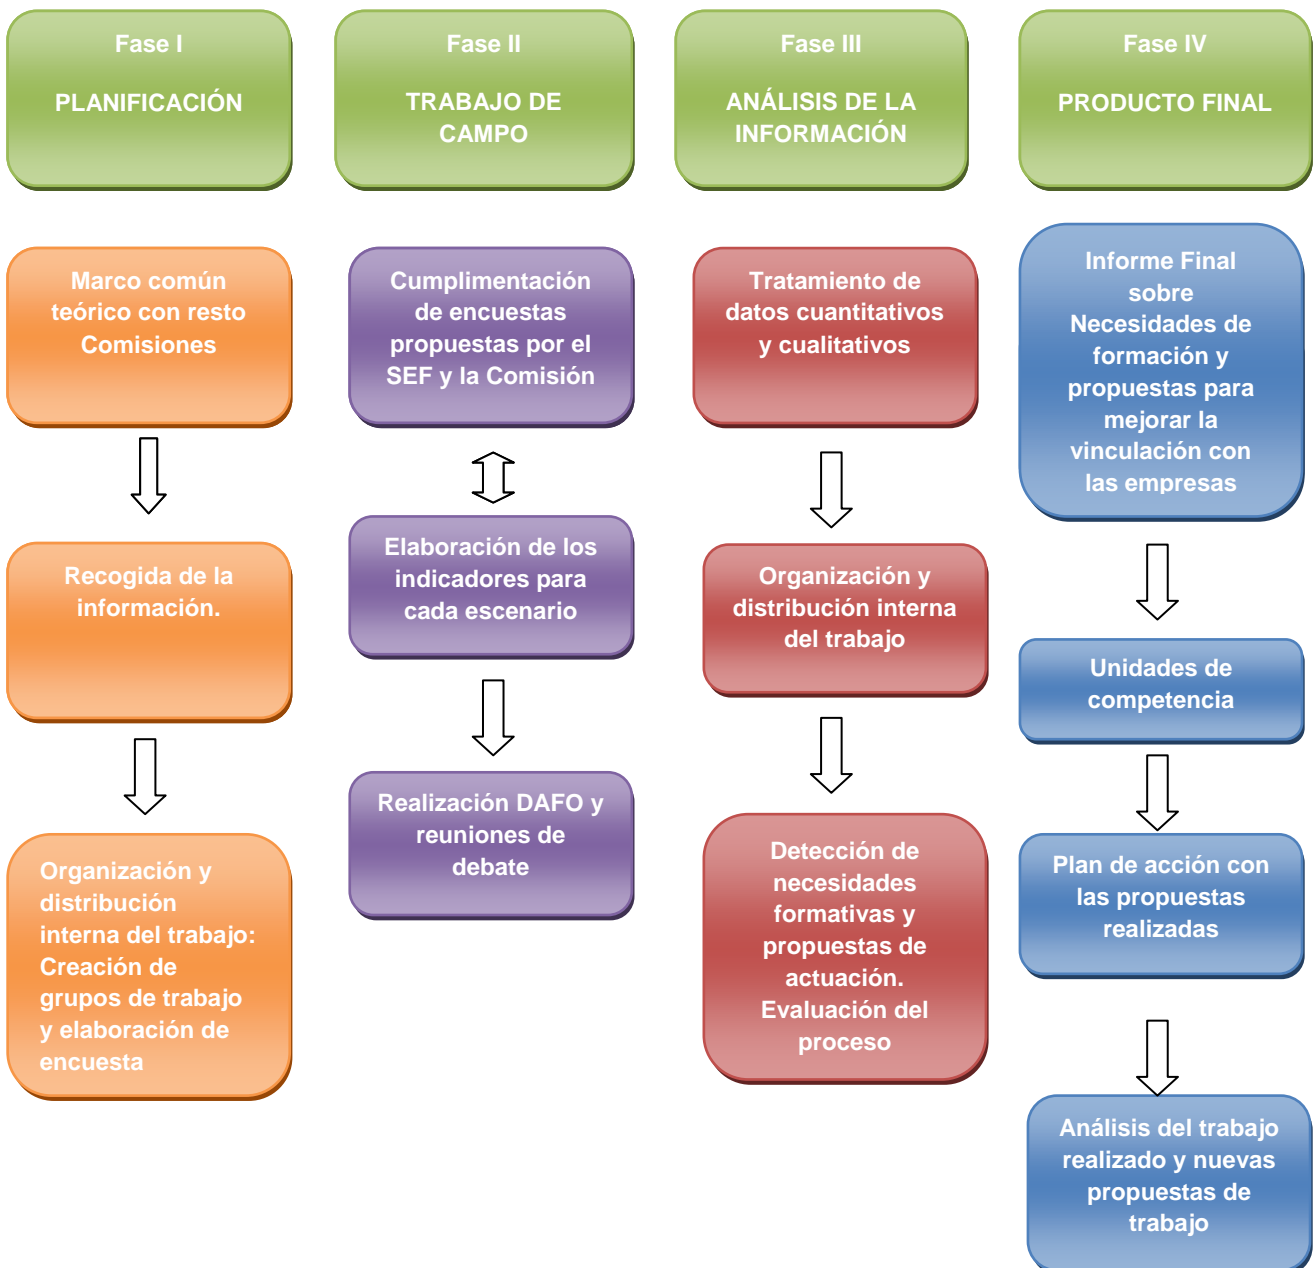 Fase I
PLANIFICACIÓN
Fase II
TRABAJO DE
CAMPO
Fase III
ANÁLISIS DE LA
INFORMACIÓN
Fase IV
PRODUCTO FINAL
Marco común
teórico con resto
Comisiones
Recogida de la
información.
Organización y
distribución
interna del trabajo:
Creación de
grupos de trabajo
y elaboración de
encuesta
Cumplimentación
de encuestas
propuestas por el
SEF y la Comisión
Elaboración de los
indicadores para
cada escenario
Realización DAFO y
reuniones de
debate
Tratamiento de
datos cuantitativos
y cualitativos
Organización y
distribución interna
del trabajo
Detección de
necesidades
formativas y
propuestas de
actuación.
Evaluación del
proceso
Informe Final
sobre
Necesidades de
formación y
propuestas para
mejorar la
vinculación con
las empresas
Unidades de
competencia
Plan de acción con
las propuestas
realizadas
Análisis del trabajo
realizado y nuevas
propuestas de
trabajo